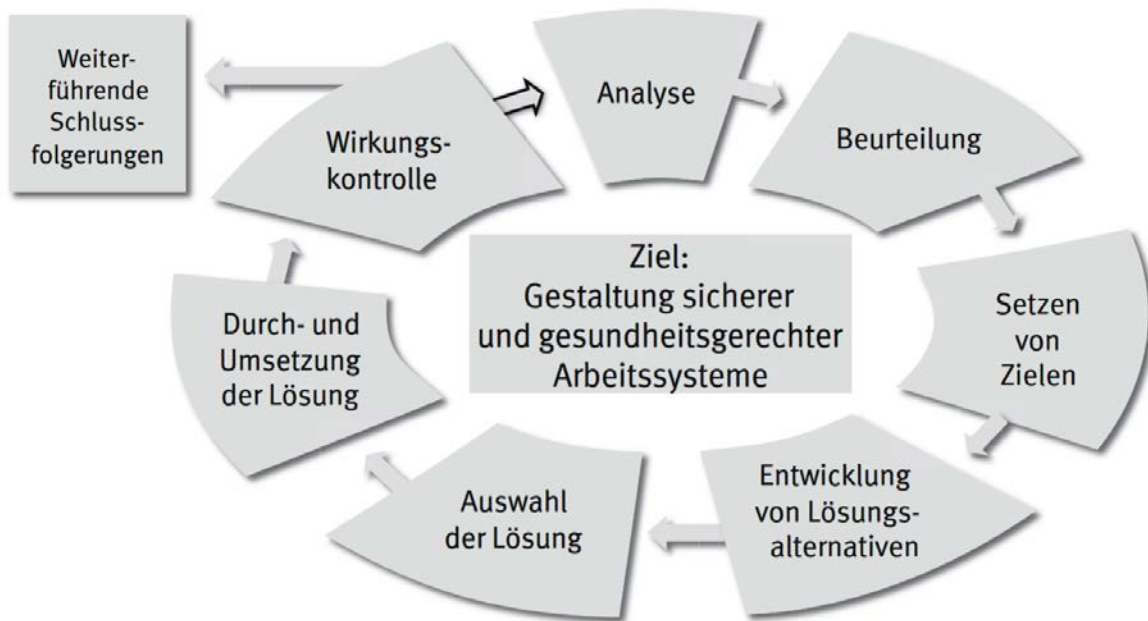 Weiter-
führende
Schluss-
folgerungen
Wirkungs-
kontrolle
Analyse
Beurteilung
Setzen
von
Zielen
Entwicklung
von Lösungs-
alternativen
Auswahl
der Lösung
Durch- und
Umsetzung
der Lösung
Ziel:
Gestaltung sicherer
und gesundheitsgerechter
Arbeitssysteme